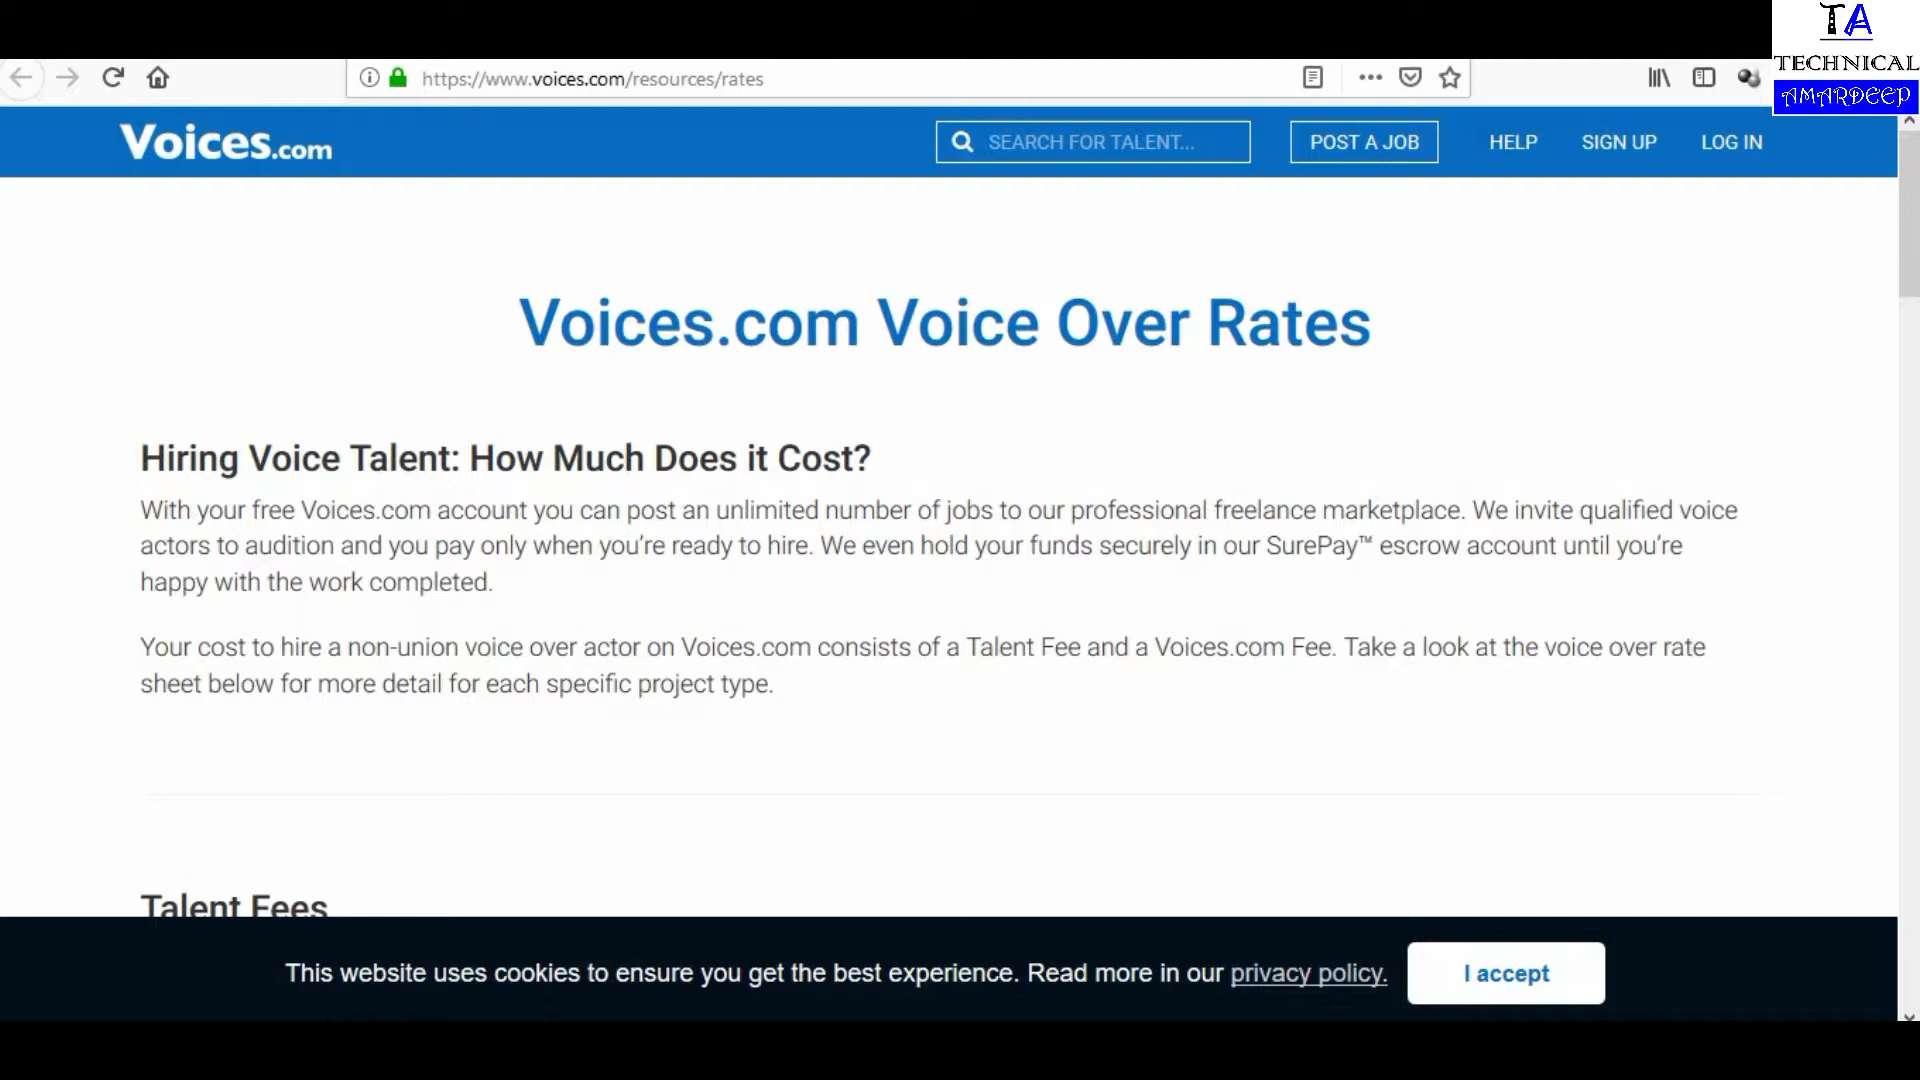 TA
TECHNICAL
AMARDEEP
https://www.voices.com/resources/rates
Voices.com
SEARCH FOR TALENT...
POST A JOB
HELP
SIGN UP
LOG IN
Voices.com Voice Over Rates
Hiring Voice Talent: How Much Does it Cost?
With your free Voices.com account you can post an unlimited number of jobs to our professional freelance marketplace. We invite qualified voice
actors to audition and you pay only when you’re ready to hire. We even hold your funds securely in our SurePay™ escrow account until you’re
happy with the work completed.
Your cost to hire a non-union voice over actor on Voices.com consists of a Talent Fee and a Voices.com Fee. Take a look at the voice over rate
sheet below for more detail for each specific project type.
Talent Fees
This website uses cookies to ensure you get the best experience. Read more in our privacy policy.
I accept